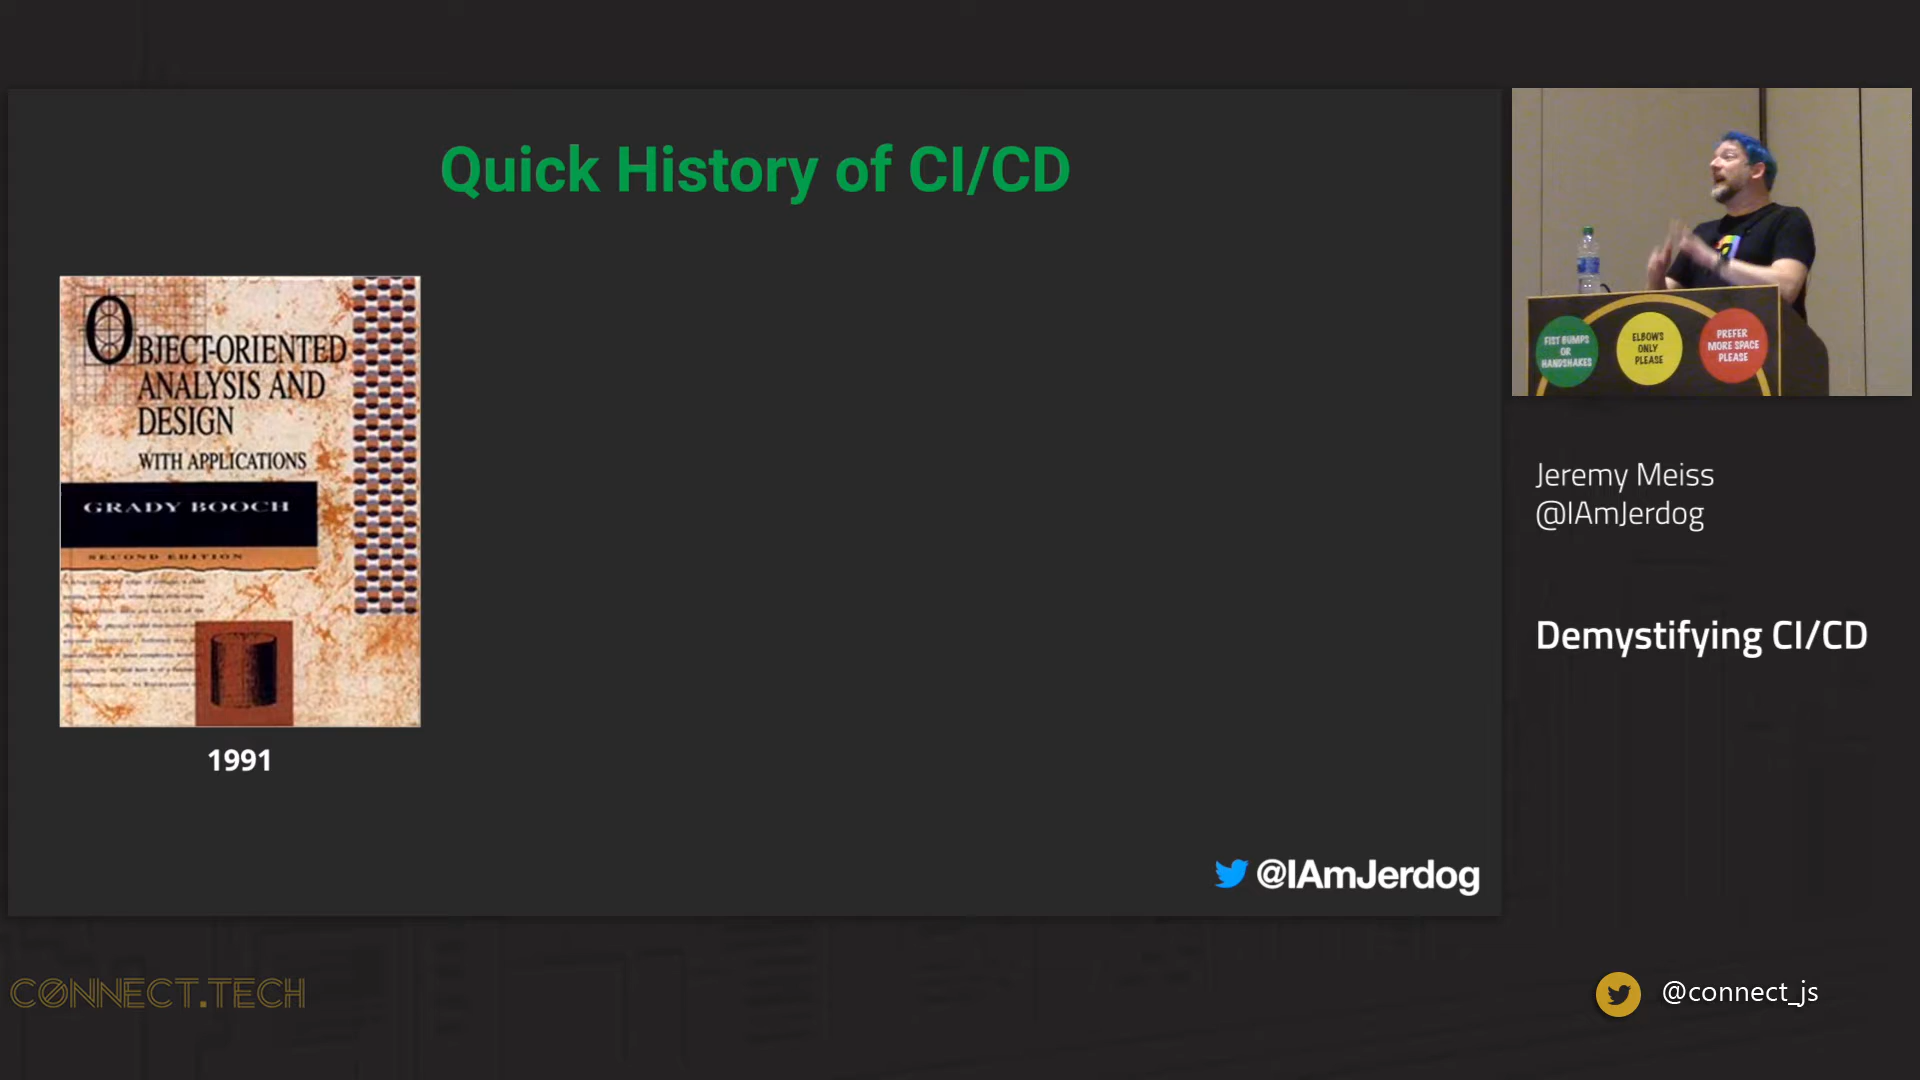 Quick History of CI/CD
OBJECT-ORIENTED
ANALYSIS AND
DESIGN
WITH APPLICATIONS
GRADY BOOCH
SECOND EDITION
1991
@IAmJerdog
FIST BUMPS
OR
HANDSHAKES
ELBOWS
ONLY
PLEASE
PREFER
MORE SPACE
PLEASE
Jeremy Meiss
@IAmJerdog
Demystifying CI/CD
CONNECT.TECH
@connect_js